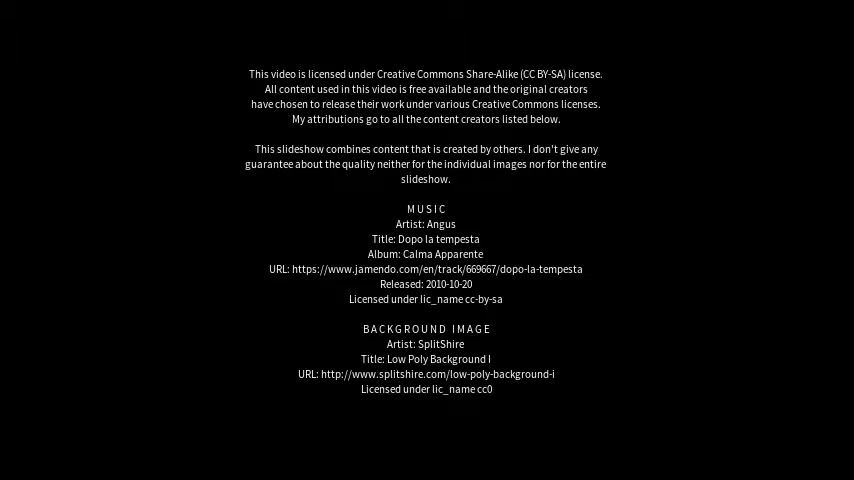 This video is licensed under Creative Commons Share-Alike (CC BY-SA) license.
All content used in this video is free available and the original creators
have chosen to release their work under various Creative Commons licenses.
My attributions go to all the content creators listed below.
This slideshow combines content that is created by others. I don't give any
guarantee about the quality neither for the individual images nor for the entire
slideshow.
MUSIC
Artist: Angus
Title: Dopo la tempesta
Album: Calma Apparente
URL: https://www.jamendo.com/en/track/669667/dopo-la-tempesta
Released: 2010-10-20
Licensed under lic_name cc-by-sa
BACKGROUND IMAGE
Artist: SplitShire
Title: Low Poly Background I
URL: http://www.splitshire.com/low-poly-background-i
Licensed under lic_name cc0